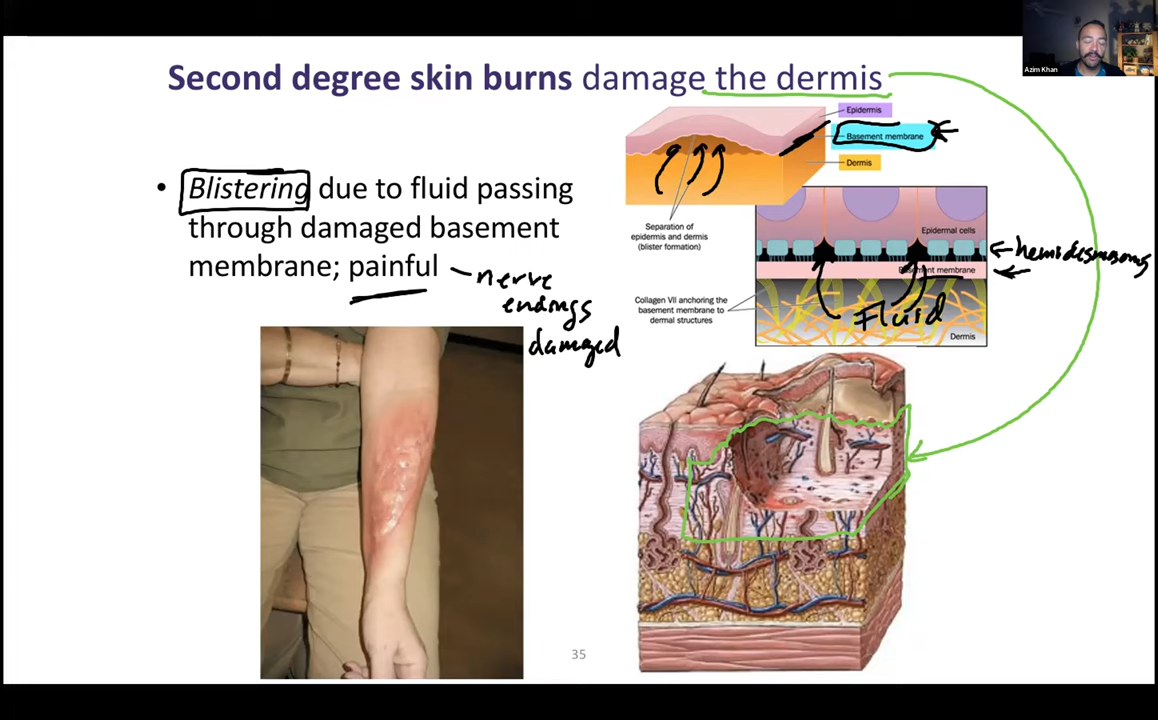 Azim Khan
Second degree skin burns damage the dermis
• Blistering due to fluid passing
through damaged basement
membrane; painful
nerve
endings
damaged
Epidermis
Basement membrane
Dermis
Separation of
epidermis and dermis
(blister formation)
Epidermal cells
hemidesmosomes
Basement membrane
Collagen VII anchoring the
basement membrane to
dermal structures
Fluid
Dermis
35